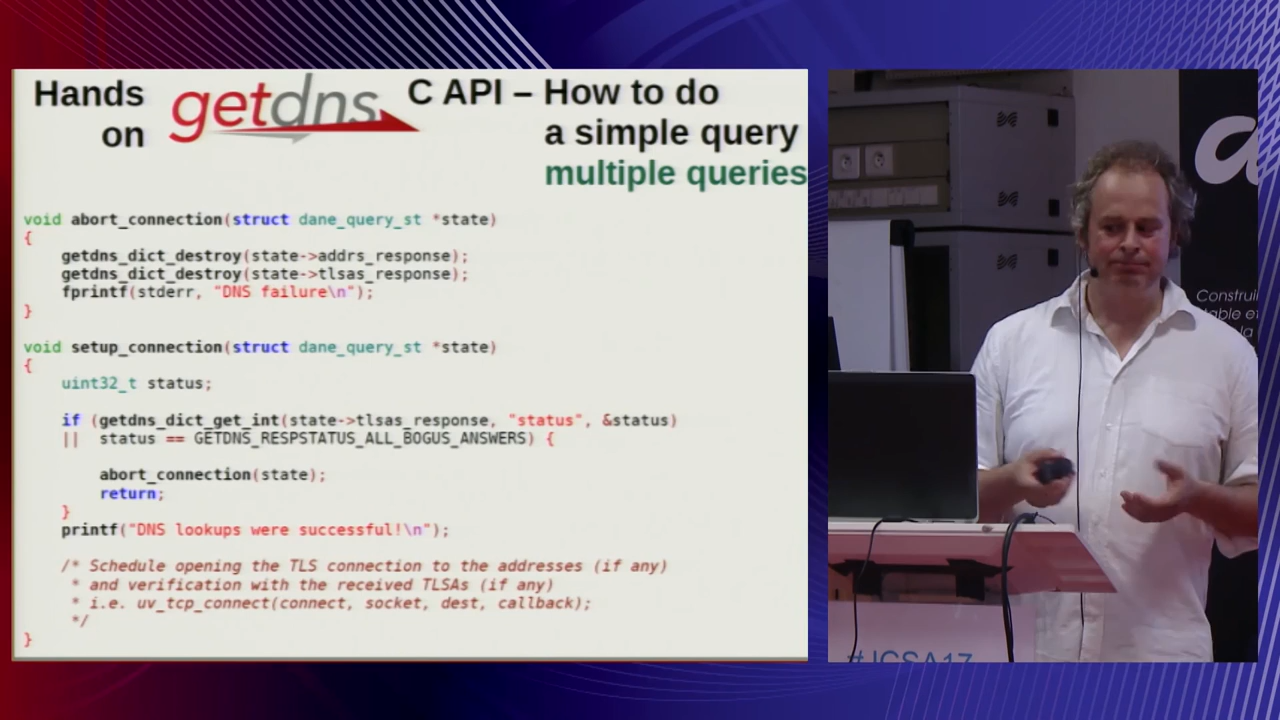 Hands on getdns C API – How to do
a simple query
multiple queries
void abort_connection(struct dane_query_st *state)
{
    getdns_dict_destroy(state->addrs_response);
    getdns_dict_destroy(state->tlsas_response);
    fprintf(stderr, "DNS failure\n");
}
void setup_connection(struct dane_query_st *state)
{
    uint32_t status;
    if (getdns_dict_get_int(state->tlsas_response, "status", &status)
    ||  status == GETDNS_RESPSTATUS_ALL_BOGUS_ANSWERS) {
        abort_connection(state);
        return;
    }
    printf("DNS lookups were successful!\n");
    /* Schedule opening the TLS connection to the addresses (if any)
     * and verification with the received TLSAs (if any)
     * i.e. uv_tcp_connect(connect, socket, dest, callback);
     */
}
#JCSA17